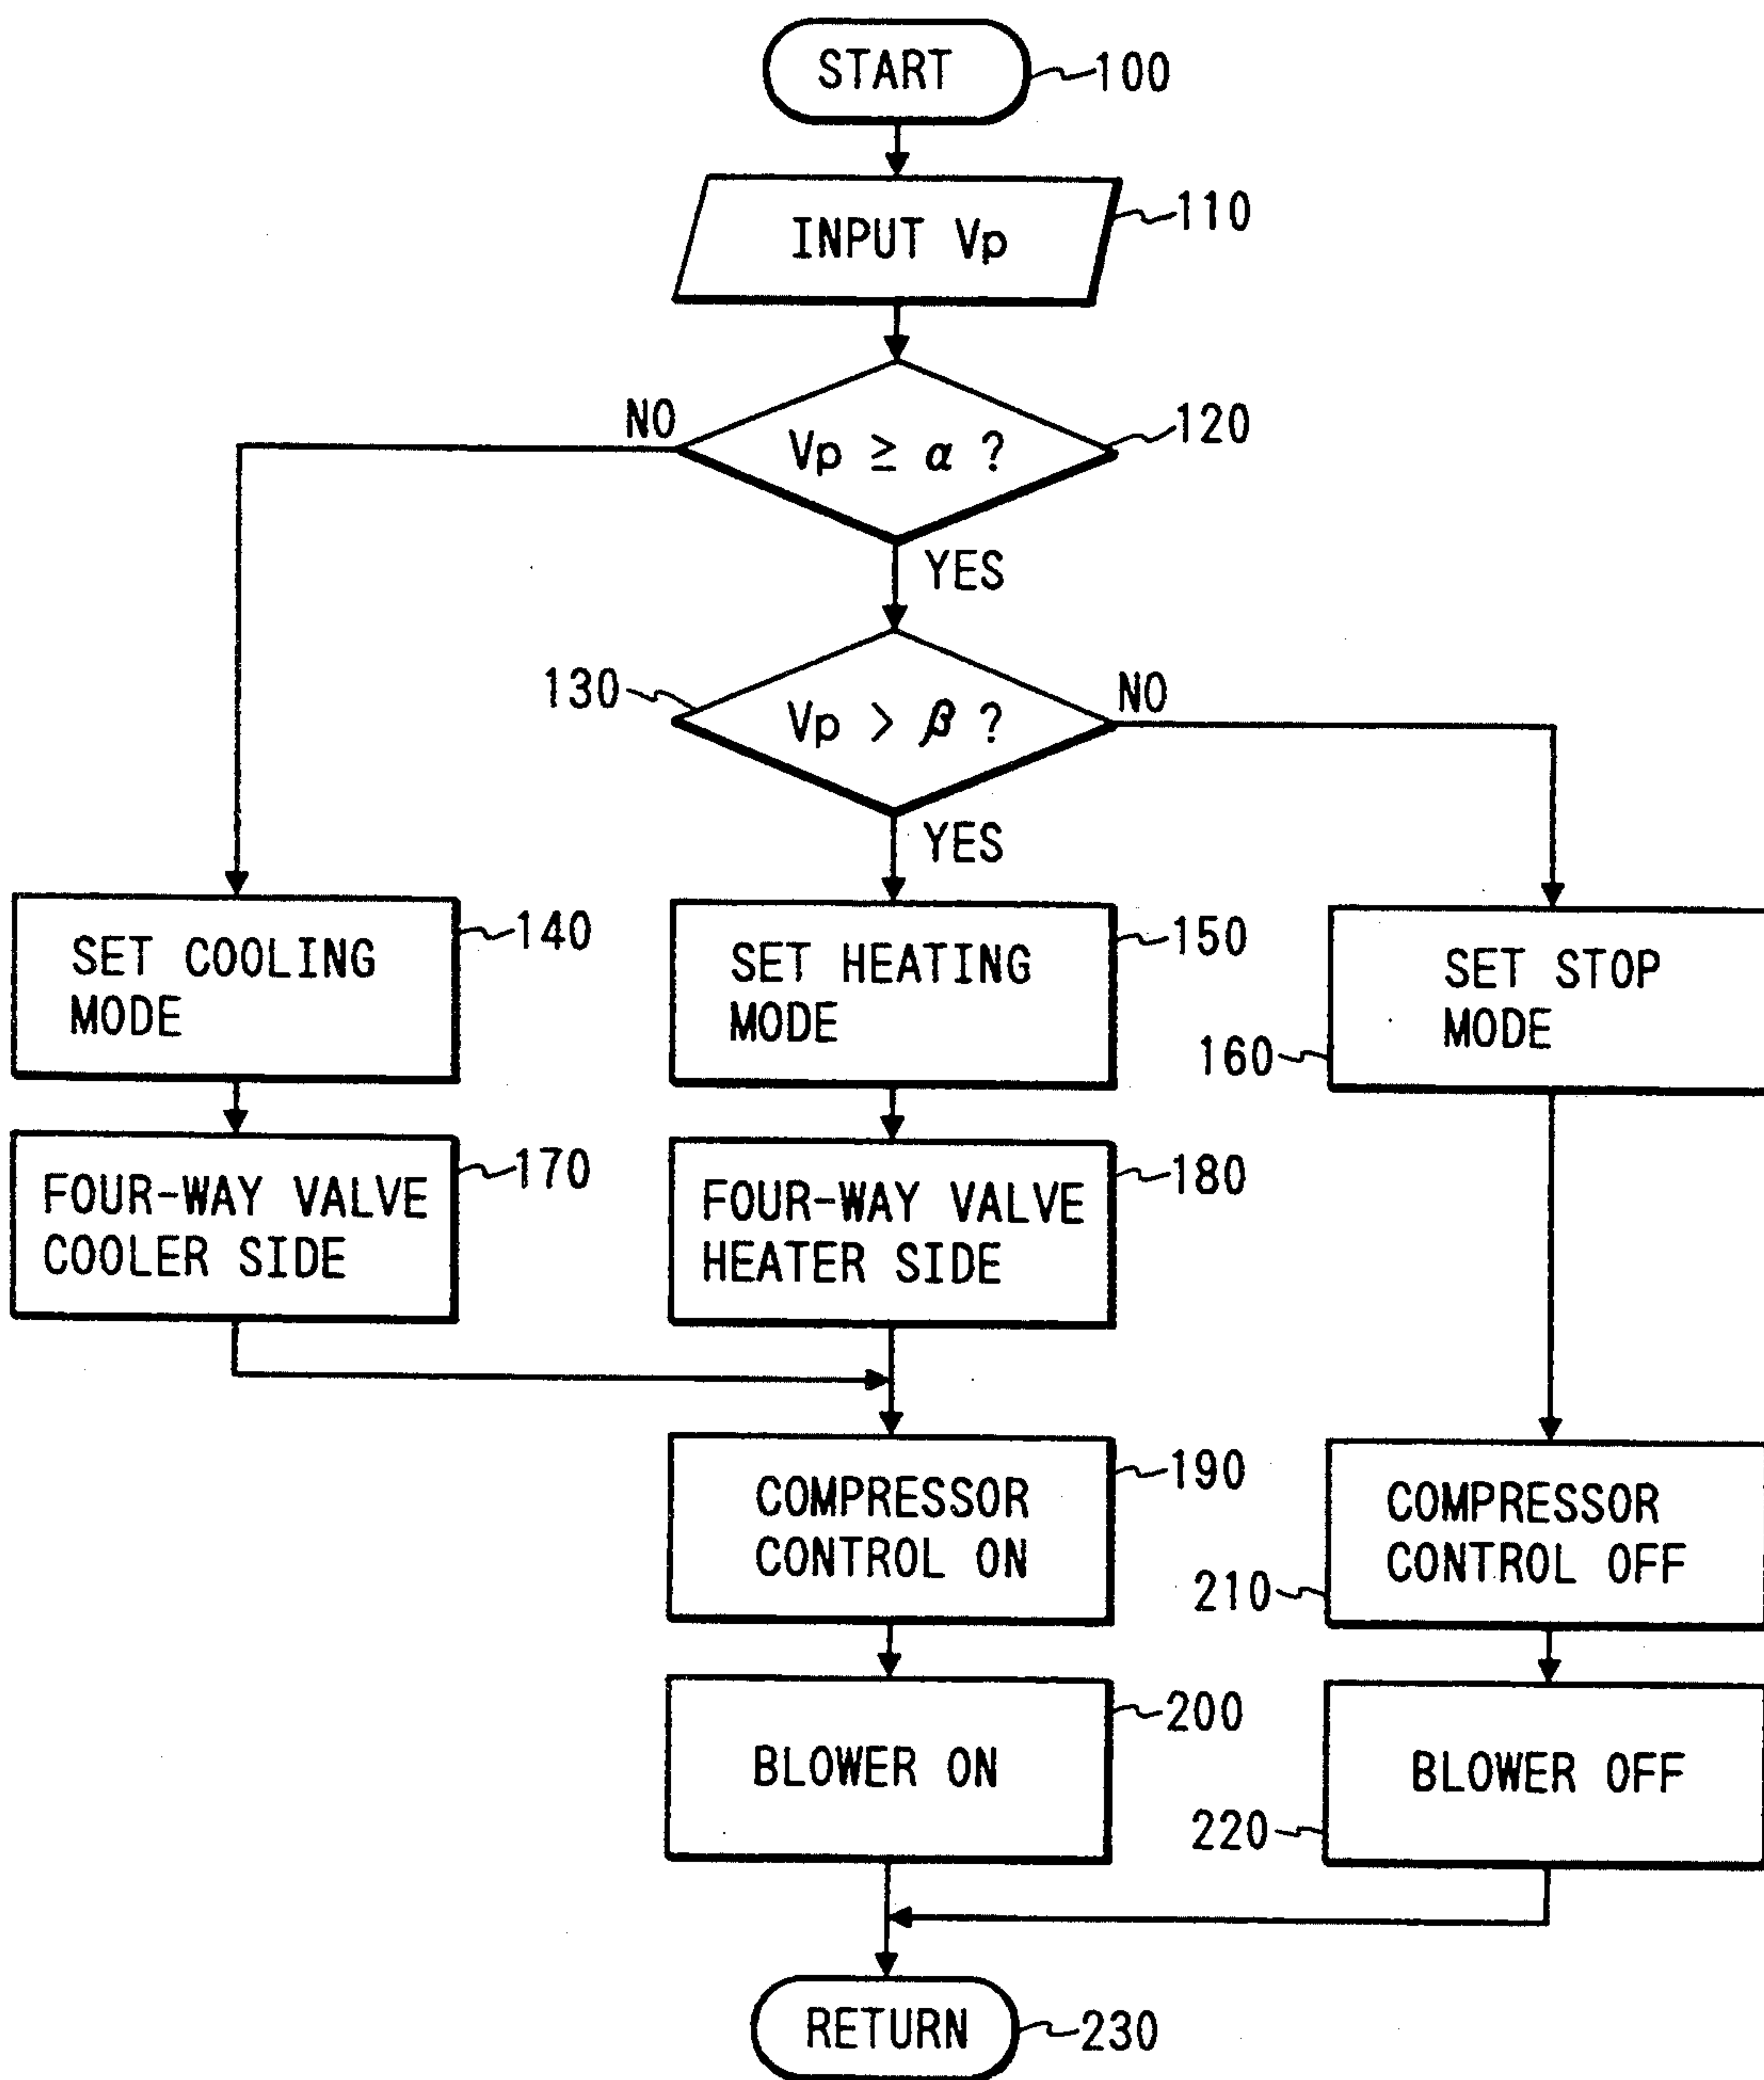 START
100
INPUT Vp
110
NO
Vp ≥ α ?
120
YES
130
Vp > β ?
NO
YES
SET COOLING
MODE
140
SET HEATING
MODE
150
SET STOP
MODE
160
FOUR-WAY VALVE
COOLER SIDE
170
FOUR-WAY VALVE
HEATER SIDE
180
COMPRESSOR
CONTROL ON
190
COMPRESSOR
CONTROL OFF
210
BLOWER ON
200
BLOWER OFF
220
RETURN
230